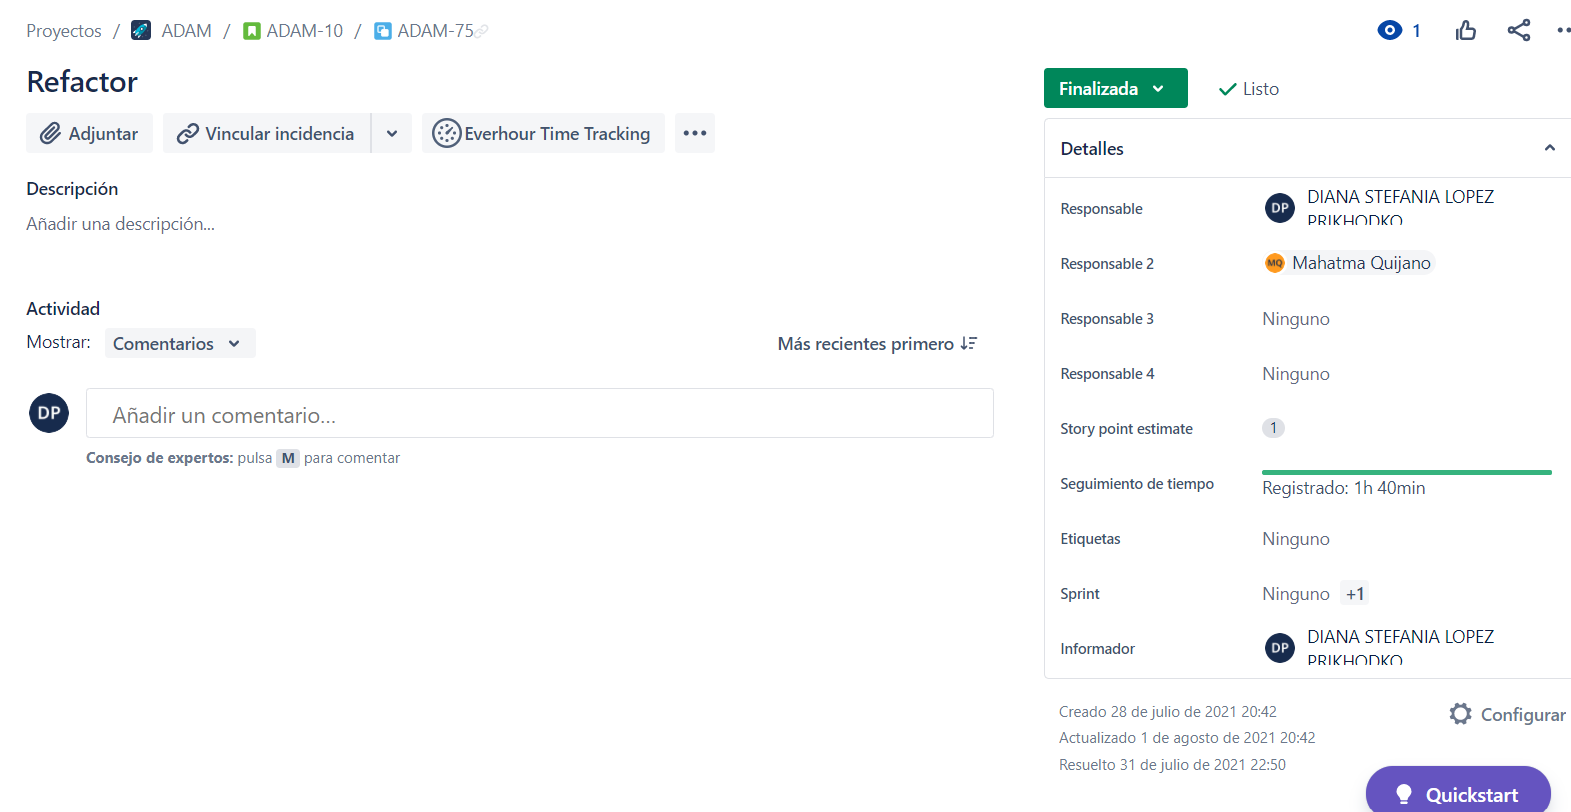 Proyectos / ADAM / ADAM-10 / ADAM-75
1
Refactor
Finalizada
Listo
Adjuntar
Vincular incidencia
Everhour Time Tracking
Detalles
Descripción
Añadir una descripción...
Responsable
DP
DIANA STEFANIA LOPEZ
PRIKHODKO
Responsable 2
MQ
Mahatma Quijano
Actividad
Responsable 3
Ninguno
Mostrar:
Comentarios
Más recientes primero
Responsable 4
Ninguno
DP
Añadir un comentario...
Story point estimate
1
Consejo de expertos: pulsa M para comentar
Seguimiento de tiempo
Registrado: 1h 40min
Etiquetas
Ninguno
Sprint
Ninguno
+1
Informador
DP
DIANA STEFANIA LOPEZ
PRIKHODKO
Creado 28 de julio de 2021 20:42
Configurar
Actualizado 1 de agosto de 2021 20:42
Resuelto 31 de julio de 2021 22:50
Quickstart